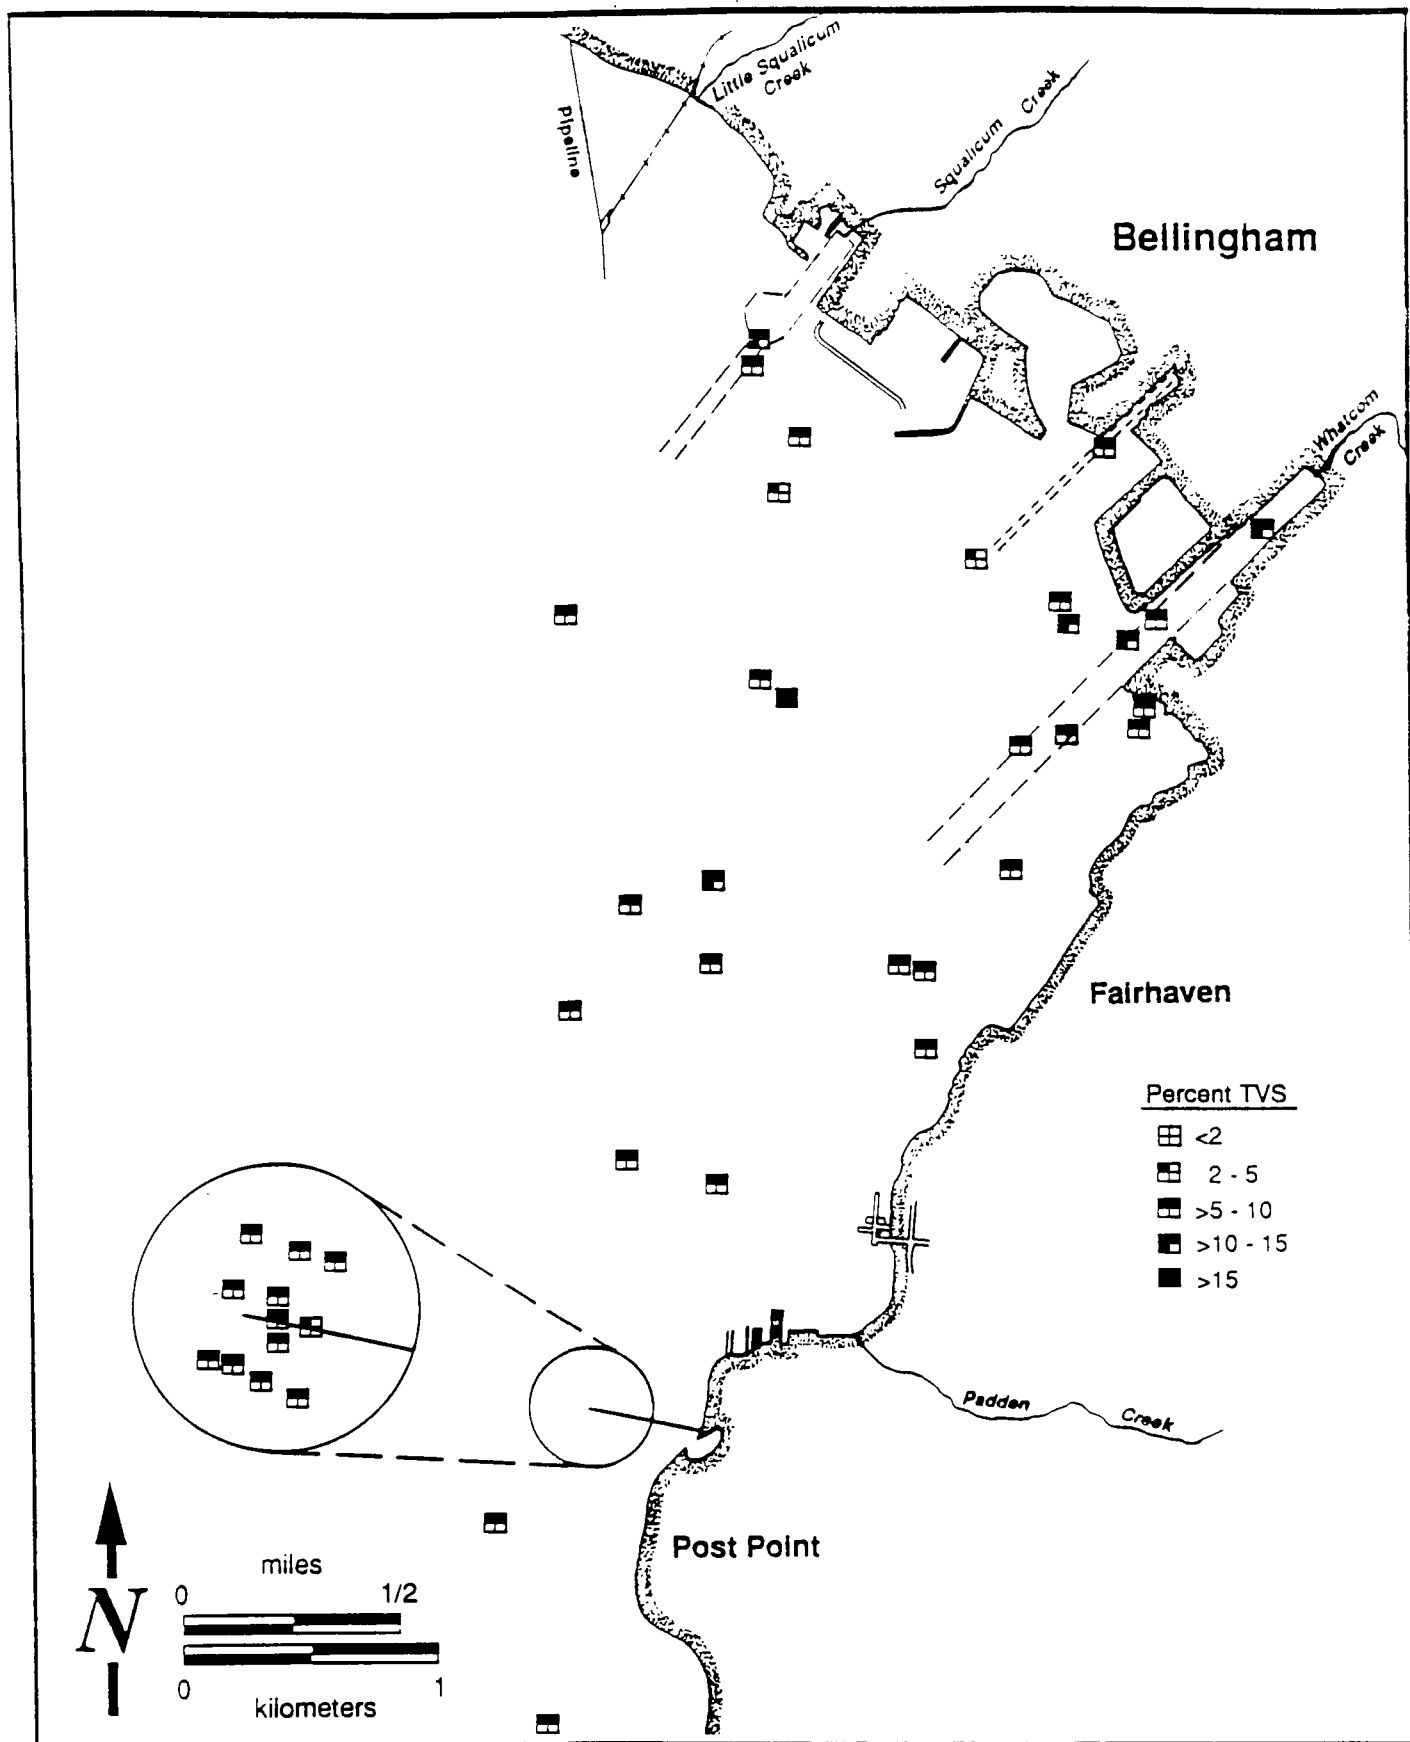 Little Squalicum
Creek
Pipeline
Squalicum Creek
Bellingham
Whatcom
Creek
Fairhaven
Percent TVS
<2
2 - 5
>5 - 10
>10 - 15
>15
Padden Creek
Post Point
miles
0 1/2
N
0 1
kilometers